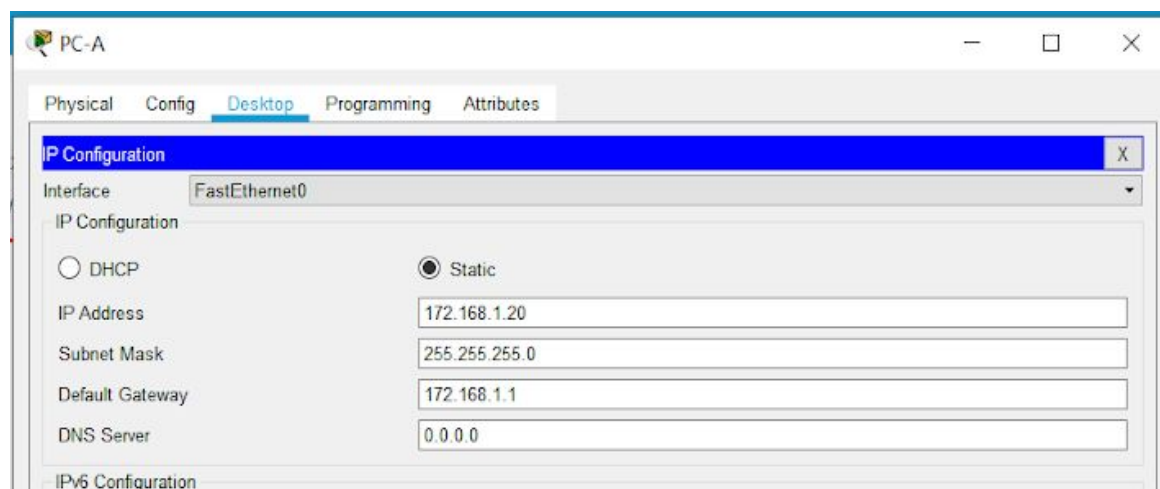 PC-A
Physical Config Desktop Programming Attributes
IP Configuration X
Interface FastEthernet0
IP Configuration
DHCP Static
IP Address 172.168.1.20
Subnet Mask 255.255.255.0
Default Gateway 172.168.1.1
DNS Server 0.0.0.0
IPv6 Configuration